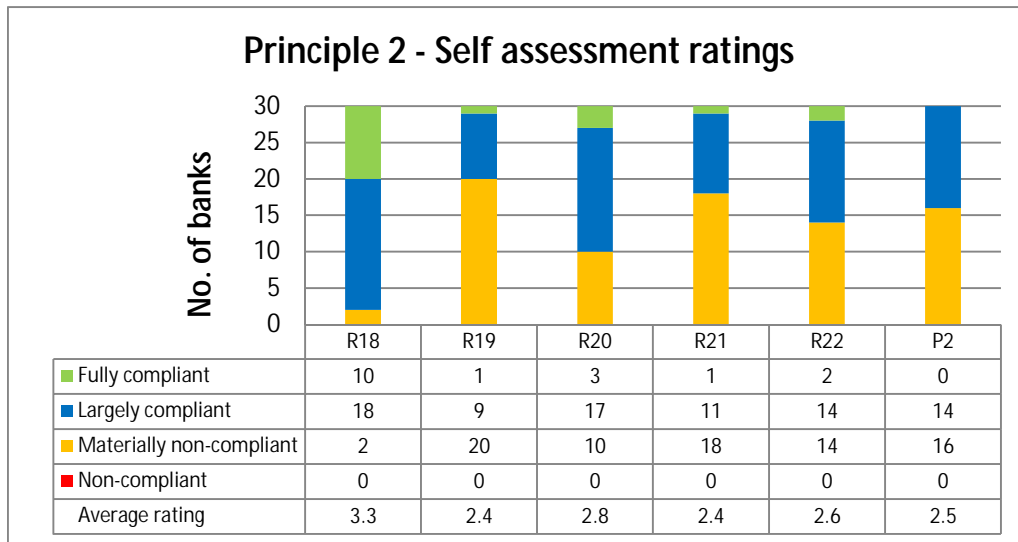 Principle 2 - Self assessment ratings
No. of banks
30
25
20
15
10
5
0
R18 R19 R20 R21 R22 P2
Fully compliant 10 1 3 1 2 0
Largely compliant 18 9 17 11 14 14
Materially non-compliant 2 20 10 18 14 16
Non-compliant 0 0 0 0 0 0
Average rating 3.3 2.4 2.8 2.4 2.6 2.5